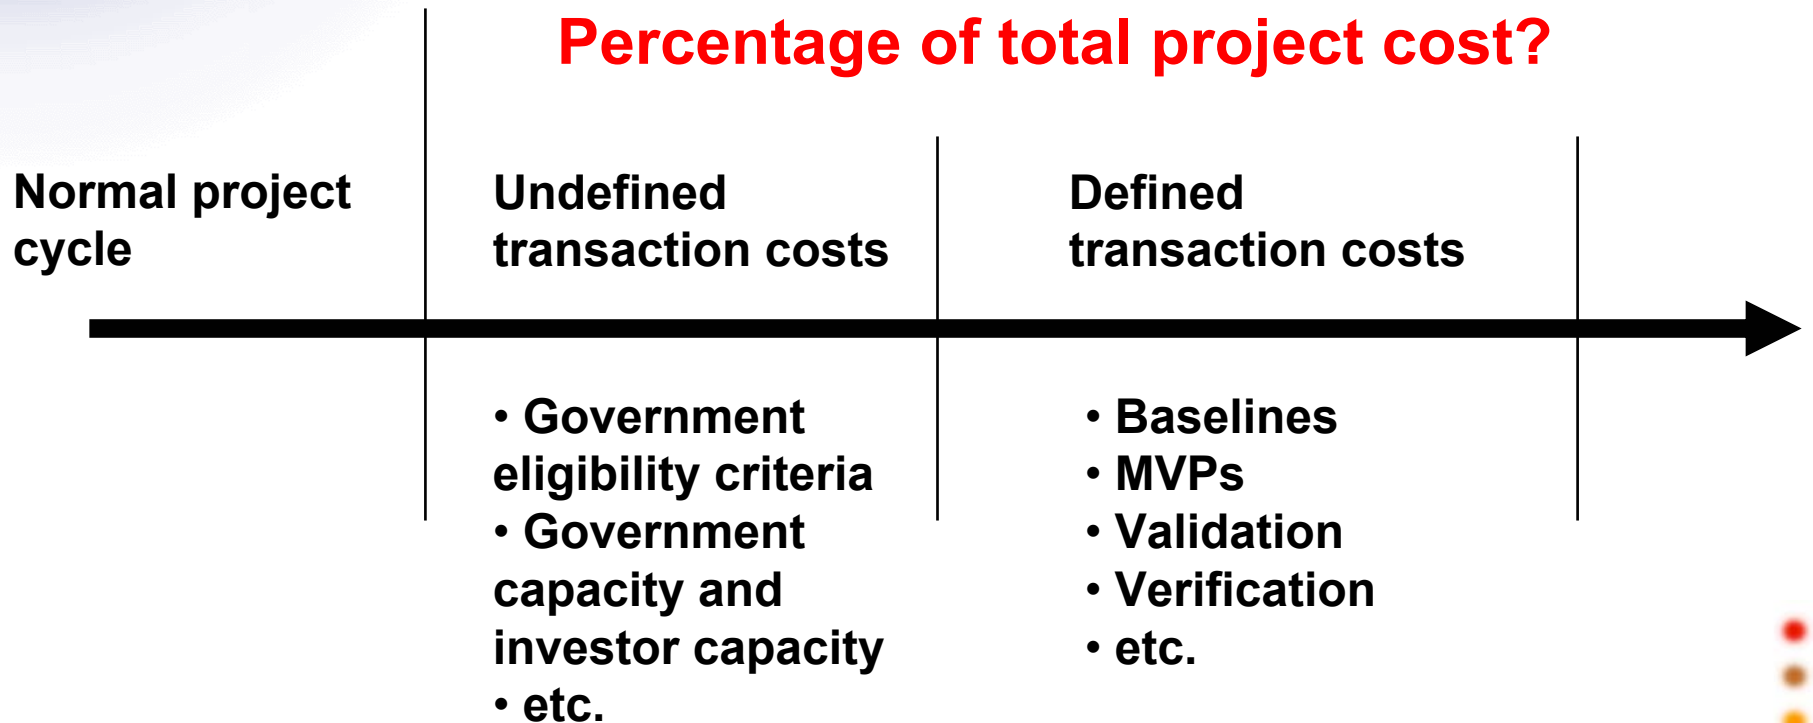 Percentage of total project cost?
Normal project
cycle
Undefined
transaction costs
Defined
transaction costs
• Government
eligibility criteria
• Government
capacity and
investor capacity
• etc.
• Baselines
• MVPs
• Validation
• Verification
• etc.